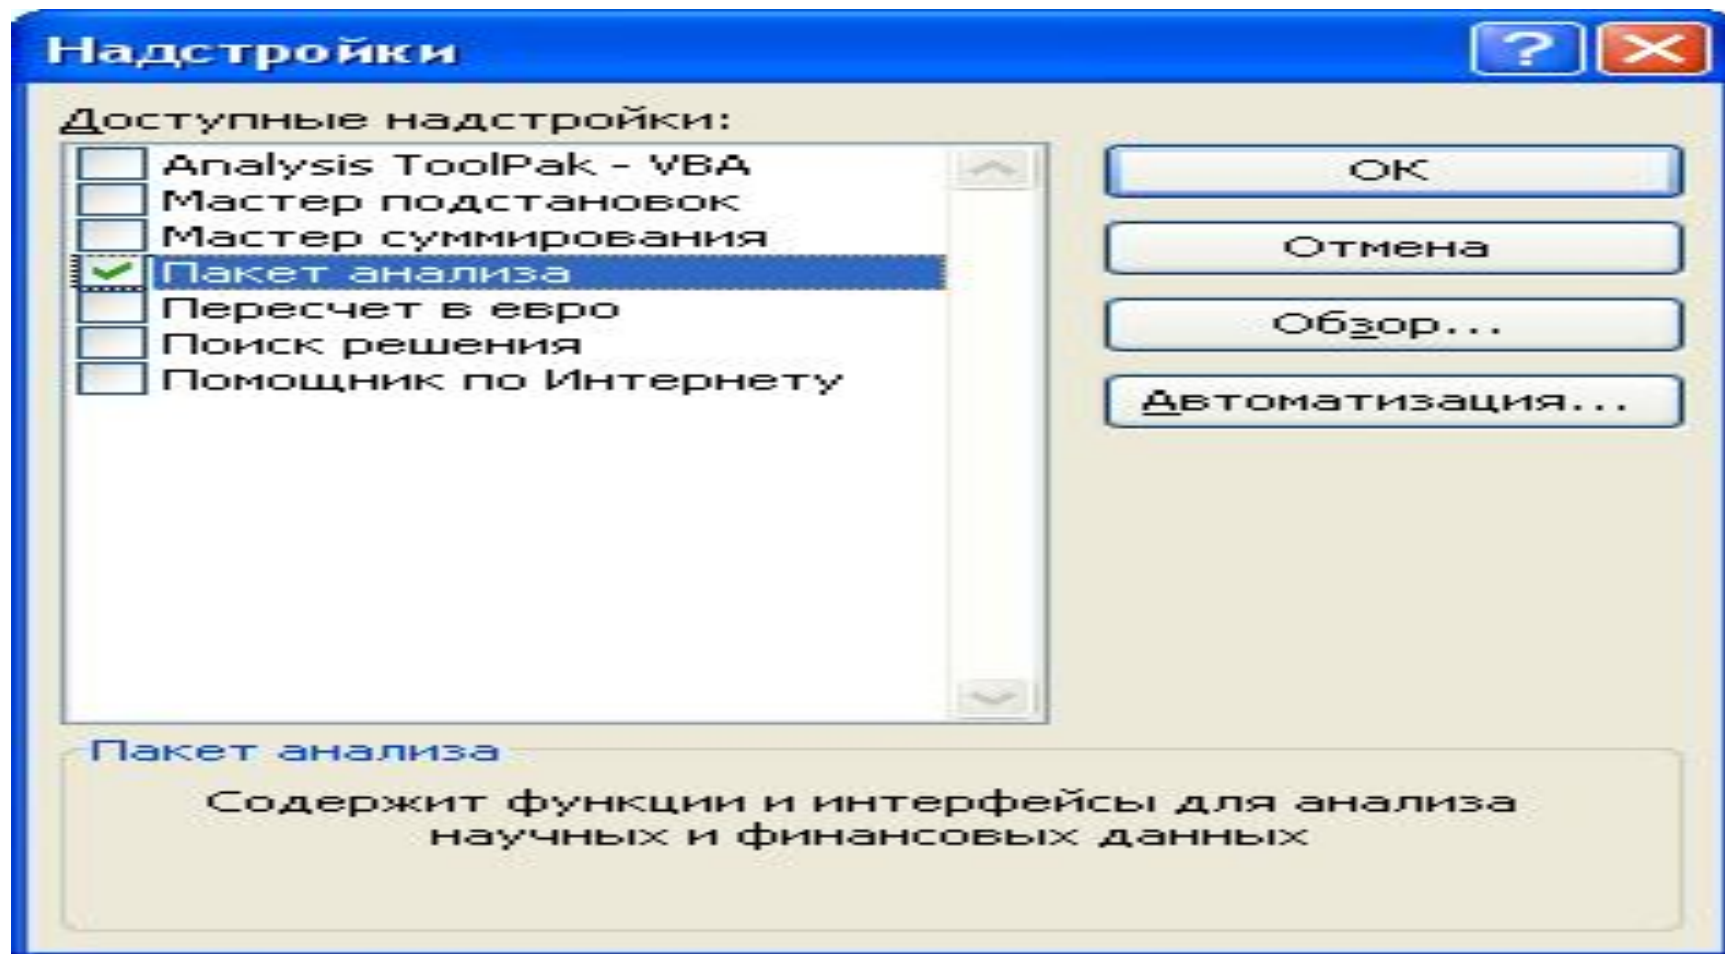 Надстройки
?
Доступные надстройки:
Analysis ToolPak - VBA
Мастер подстановок
Мастер суммирования
Пакет анализа
Пересчет в евро
Поиск решения
Помощник по Интернету
ОК
Отмена
Обзор...
Автоматизация...
Пакет анализа
Содержит функции и интерфейсы для анализа
научных и финансовых данных